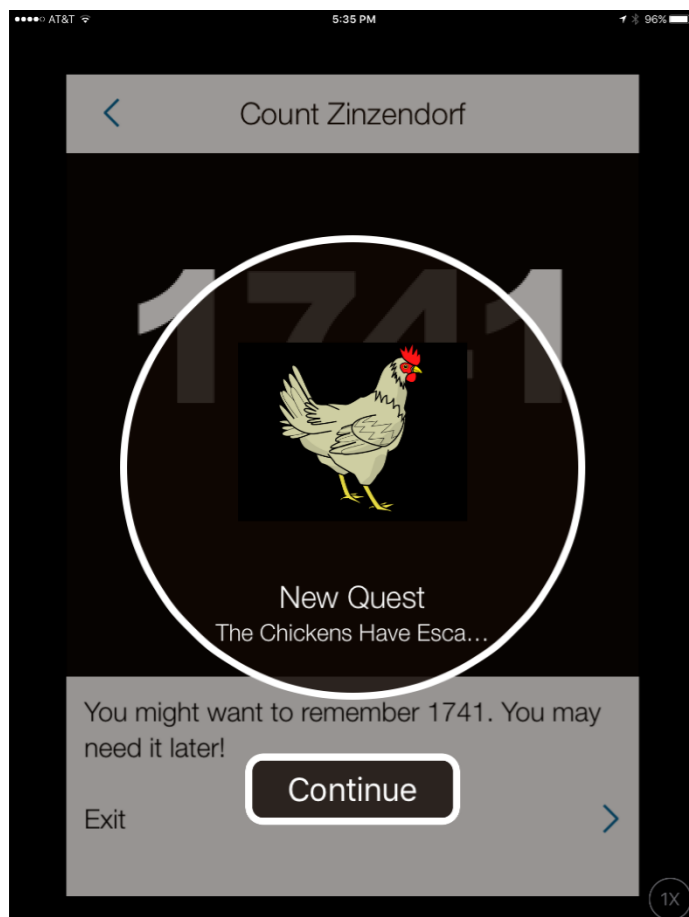 AT&T
5:35 PM
96%
Count Zinzendorf
1741
New Quest
The Chickens Have Esca...
You might want to remember 1741. You may
need it later!
Continue
Exit
1X